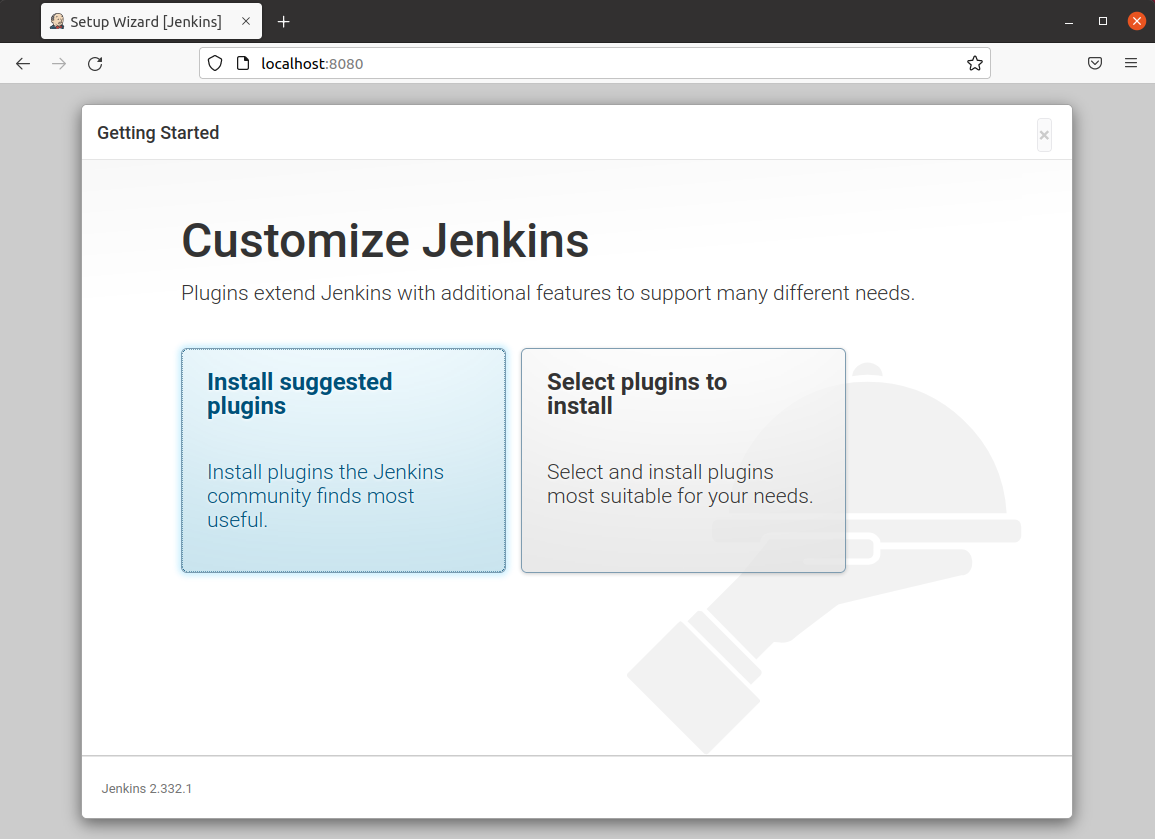 Setup Wizard [Jenkins]
localhost:8080
Getting Started
Customize Jenkins
Plugins extend Jenkins with additional features to support many different needs.
Install suggested
plugins
Install plugins the Jenkins
community finds most
useful.
Select plugins to
install
Select and install plugins
most suitable for your needs.
Jenkins 2.332.1